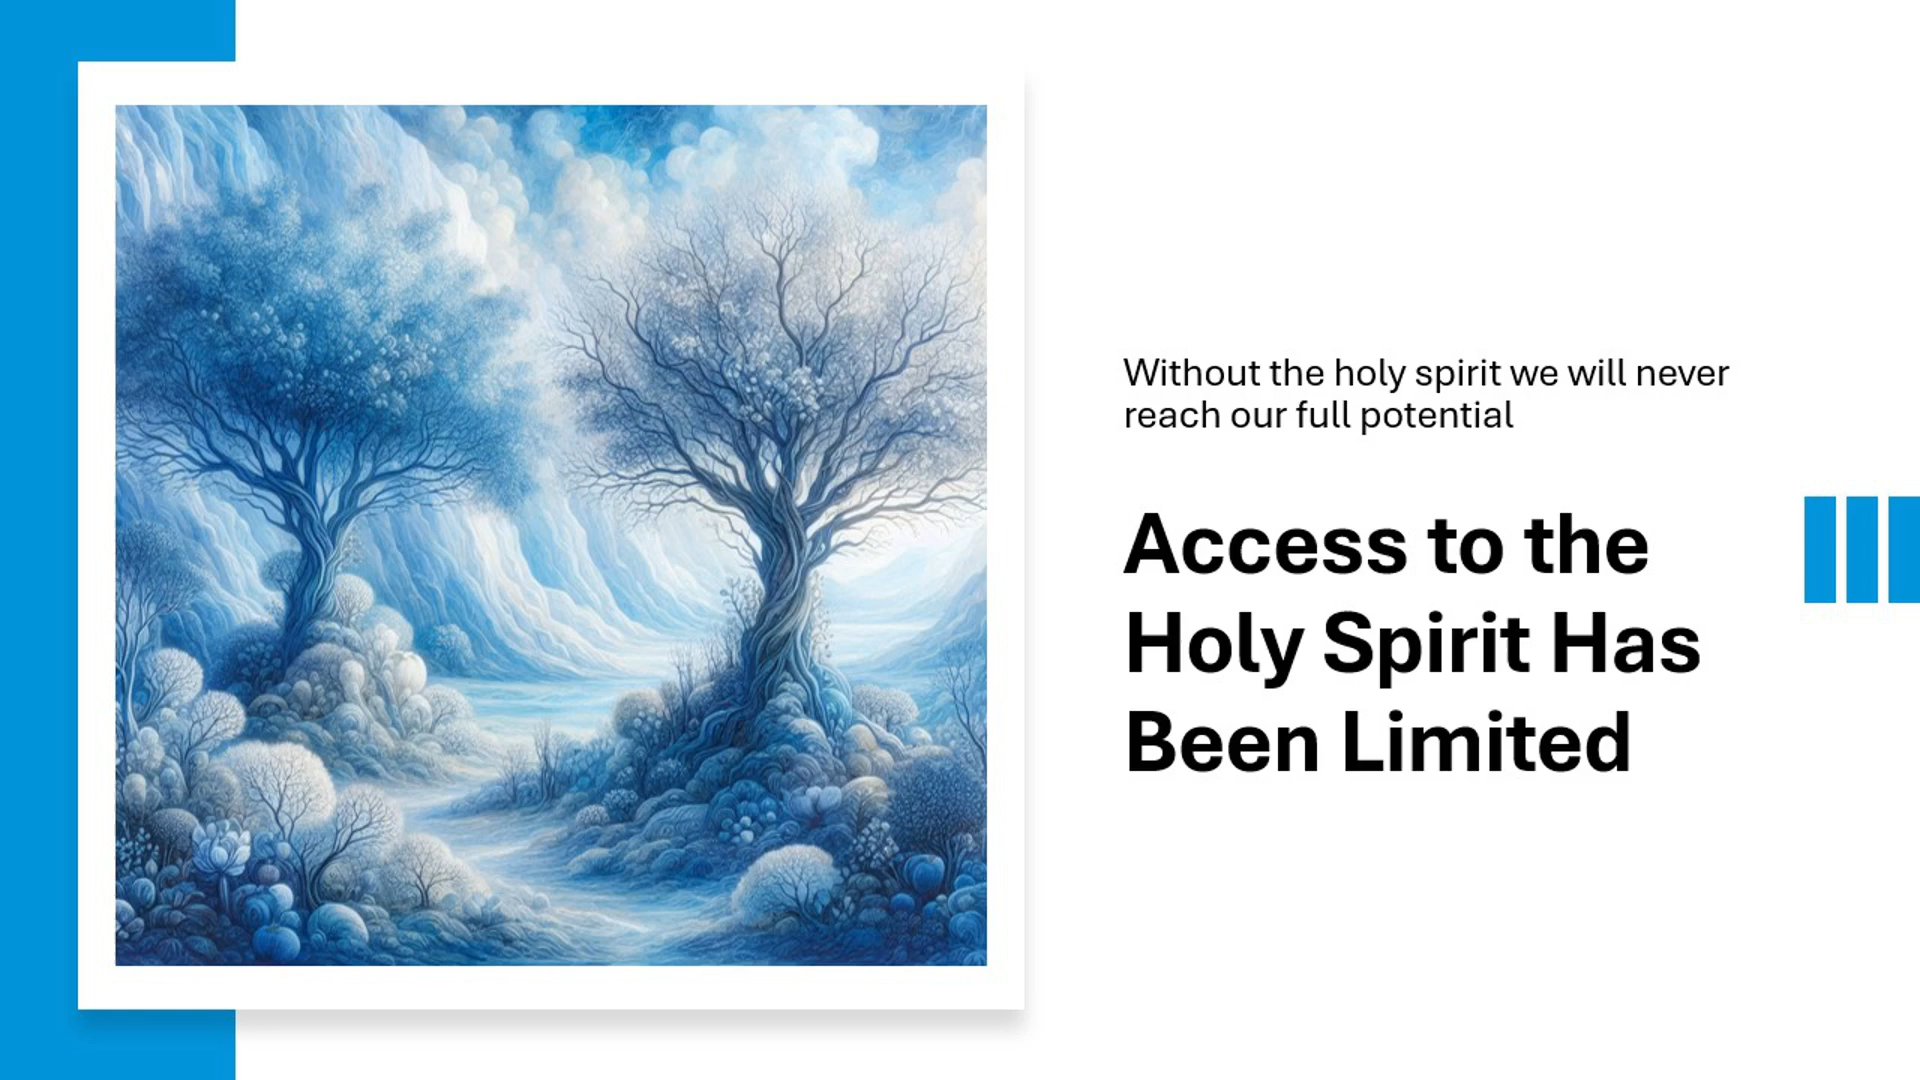 Without the holy spirit we will never
reach our full potential
Access to the
Holy Spirit Has
Been Limited